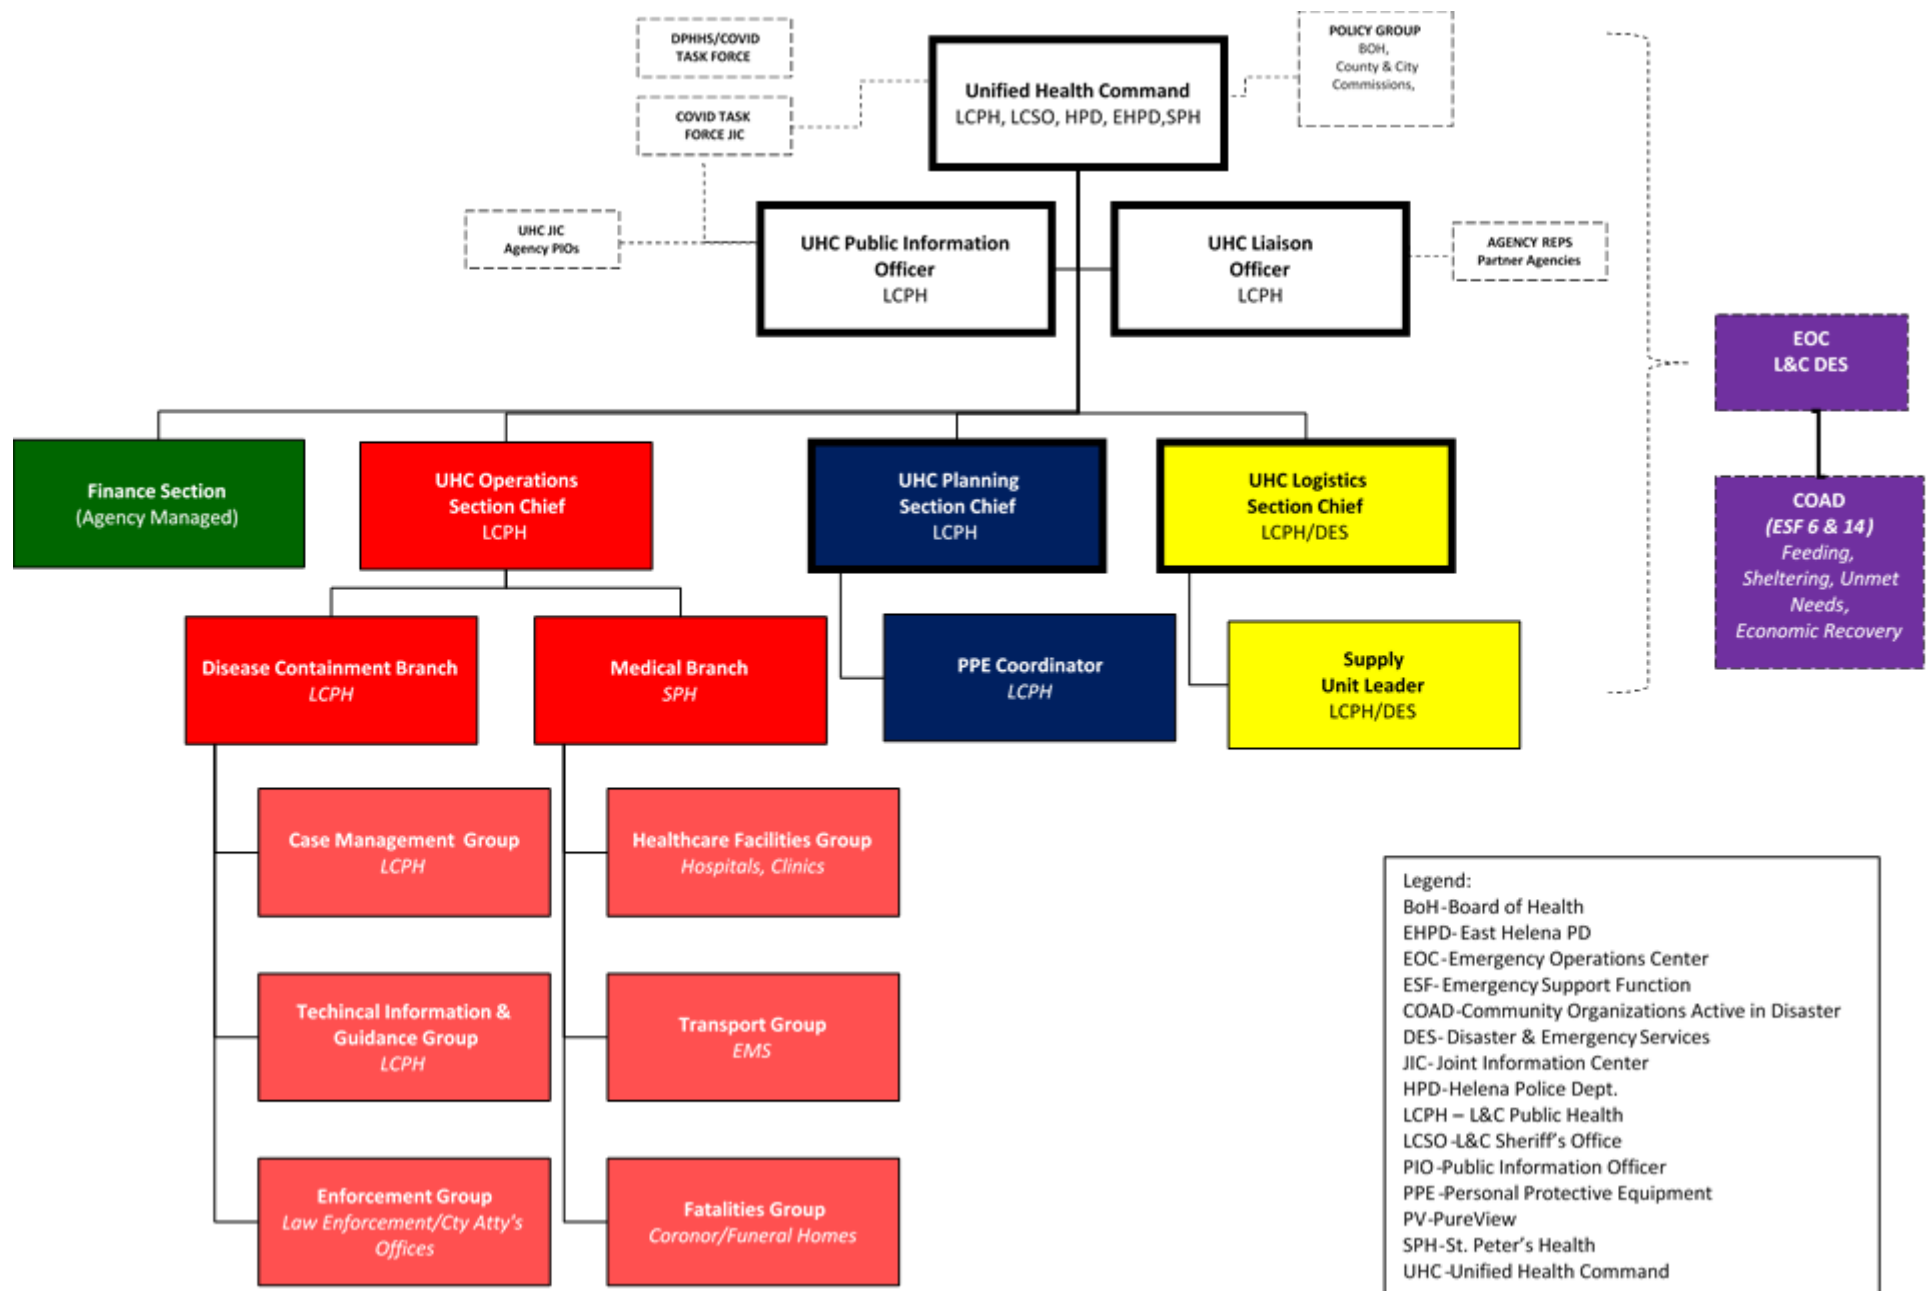 DPHHS/COVID
TASK FORCE
COVID TASK
FORCE JIC
Unified Health Command
LCPH, LCSO, HPD, EHPD,SPH
POLICY GROUP
BOH,
County & City
Commissions,
UHC JIC
Agency PIOs
UHC Public Information
Officer
LCPH
UHC Liaison
Officer
LCPH
AGENCY REPS
Partner Agencies
EOC
L&C DES
COAD
(ESF 6 & 14)
Feeding,
Sheltering, Unmet
Needs,
Economic Recovery
Finance Section
(Agency Managed)
UHC Operations
Section Chief
LCPH
UHC Planning
Section Chief
LCPH
UHC Logistics
Section Chief
LCPH/DES
Disease Containment Branch
LCPH
Medical Branch
SPH
PPE Coordinator
LCPH
Supply
Unit Leader
LCPH/DES
Case Management  Group
LCPH
Healthcare Facilities Group
Hospitals, Clinics
Techincal Information &
Guidance Group
LCPH
Transport Group
EMS
Enforcement Group
Law Enforcement/Cty Atty's
Offices
Fatalities Group
Coronor/Funeral Homes
Legend:
BoH-Board of Health
EHPD- East Helena PD
EOC-Emergency Operations Center
ESF- Emergency Support Function
COAD-Community Organizations Active in Disaster
DES- Disaster & Emergency Services
JIC- Joint Information Center
HPD-Helena Police Dept.
LCPH – L&C Public Health
LCSO-L&C Sheriff's Office
PIO-Public Information Officer
PPE-Personal Protective Equipment
PV-PureView
SPH-St. Peter's Health
UHC-Unified Health Command